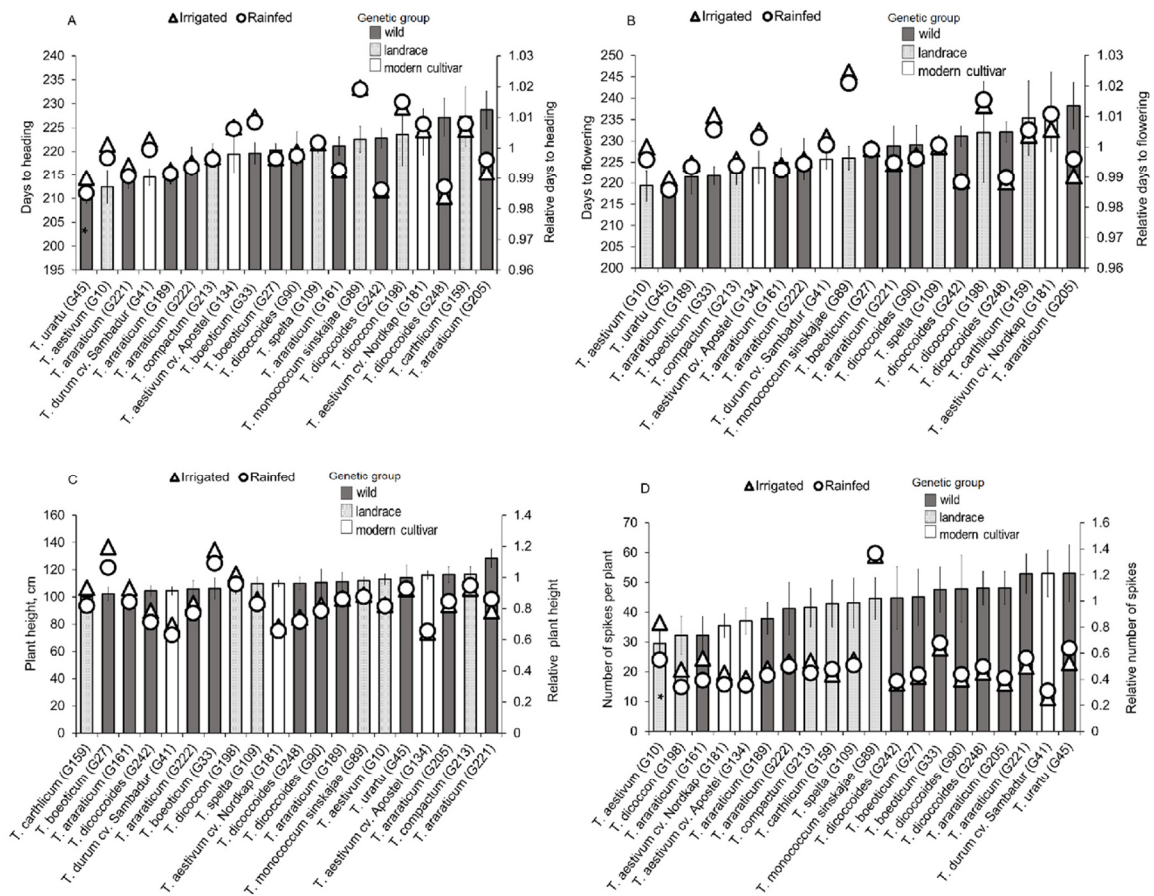 A
Irrigated Rainfed
Genetic group
wild
landrace
modern cultivar
Days to heading
240
235
230
225
220
215
210
205
200
195
1.03
1.02
1.01
1
0.99
0.98
0.97
0.96
Relative days to heading
*
T. urartu (G45)
T. aestivum (G10)
T. araraticum (G221)
T. durum cv. Sambadur (G41)
T. araraticum (G189)
T. araraticum (G222)
T. compactum (G213)
T. aestivum cv. Apostel (G134)
T. boeoticum (G33)
T. boeoticum (G27)
T. dicoccoides (G90)
T. spelta (G109)
T. araraticum (G161)
T. monococcum sinskajae (G89)
T. dicoccoides (G242)
T. dicoccon (G198)
T. aestivum cv. Nordkap (G181)
T. dicoccoides (G248)
T. carthlicum (G159)
T. araraticum (G205)
B
Irrigated Rainfed
Genetic group
wild
landrace
modern cultivar
Days to flowering
250
245
240
235
230
225
220
215
210
205
200
1.03
1.02
1.01
1
0.99
0.98
0.97
0.96
Relative days to flowering
T. aestivum (G10)
T. urartu (G45)
T. araraticum (G189)
T. boeoticum (G33)
T. compactum (G213)
T. aestivum cv. Apostel (G134)
T. araraticum (G161)
T. araraticum (G222)
T. durum cv. Sambadur (G41)
T. monococcum sinskajae (G89)
T. boeoticum (G27)
T. araraticum (G221)
T. dicoccoides (G90)
T. spelta (G109)
T. dicoccoides (G242)
T. dicoccon (G198)
T. dicoccoides (G248)
T. carthlicum (G159)
T. aestivum cv. Nordkap (G181)
T. araraticum (G205)
C
Irrigated Rainfed
Genetic group
wild
landrace
modern cultivar
Plant height, cm
160
140
120
100
80
60
40
20
0
1.4
1.2
1
0.8
0.6
0.4
0.2
0
Relative plant height
T. carthlicum (G159)
T. boeoticum (G27)
T. araraticum (G161)
T. dicoccoides (G242)
T. durum cv. Sambadur (G41)
T. araraticum (G222)
T. boeoticum (G33)
T. dicoccon (G198)
T. spelta (G109)
T. aestivum cv. Nordkap (G181)
T. dicoccoides (G248)
T. dicoccoides (G90)
T. araraticum (G189)
T. monococcum sinskajae (G89)
T. aestivum (G10)
T. urartu (G45)
T. aestivum cv. Apostel (G134)
T. araraticum (G205)
T. compactum (G213)
T. araraticum (G221)
D
Irrigated Rainfed
Genetic group
wild
landrace
modern cultivar
Number of spikes per plant
70
60
50
40
30
20
10
0
1.6
1.4
1.2
1
0.8
0.6
0.4
0.2
0
Relative number of spikes
*
T. aestivum (G10)
T. dicoccon (G198)
T. araraticum (G161)
T. aestivum cv. Nordkap (G181)
T. aestivum cv. Apostel (G134)
T. araraticum (G189)
T. araraticum (G222)
T. compactum (G213)
T. carthlicum (G159)
T. spelta (G109)
T. monococcum sinskajae (G89)
T. dicoccoides (G242)
T. boeoticum (G27)
T. boeoticum (G33)
T. dicoccoides (G90)
T. dicoccoides (G248)
T. araraticum (G205)
T. araraticum (G221)
T. durum cv. Sambadur (G41)
T. urartu (G45)